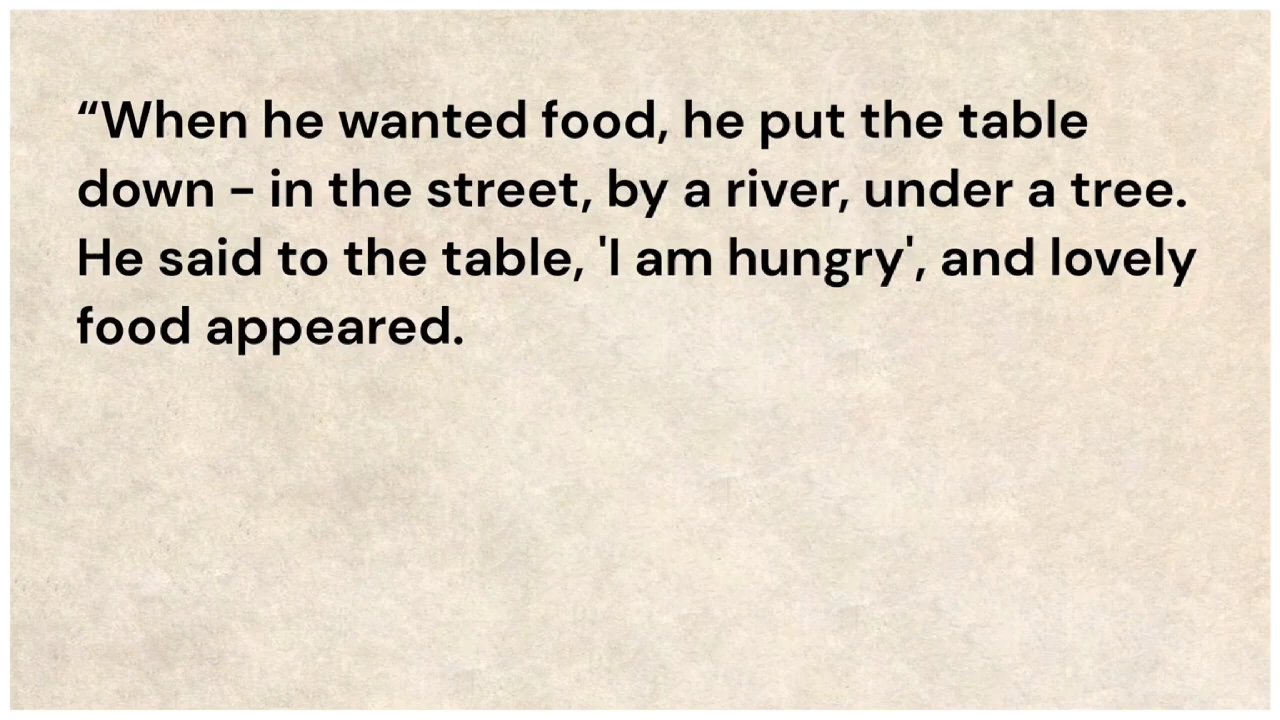 “When he wanted food, he put the table
down – in the street, by a river, under a tree.
He said to the table, 'I am hungry', and lovely
food appeared.